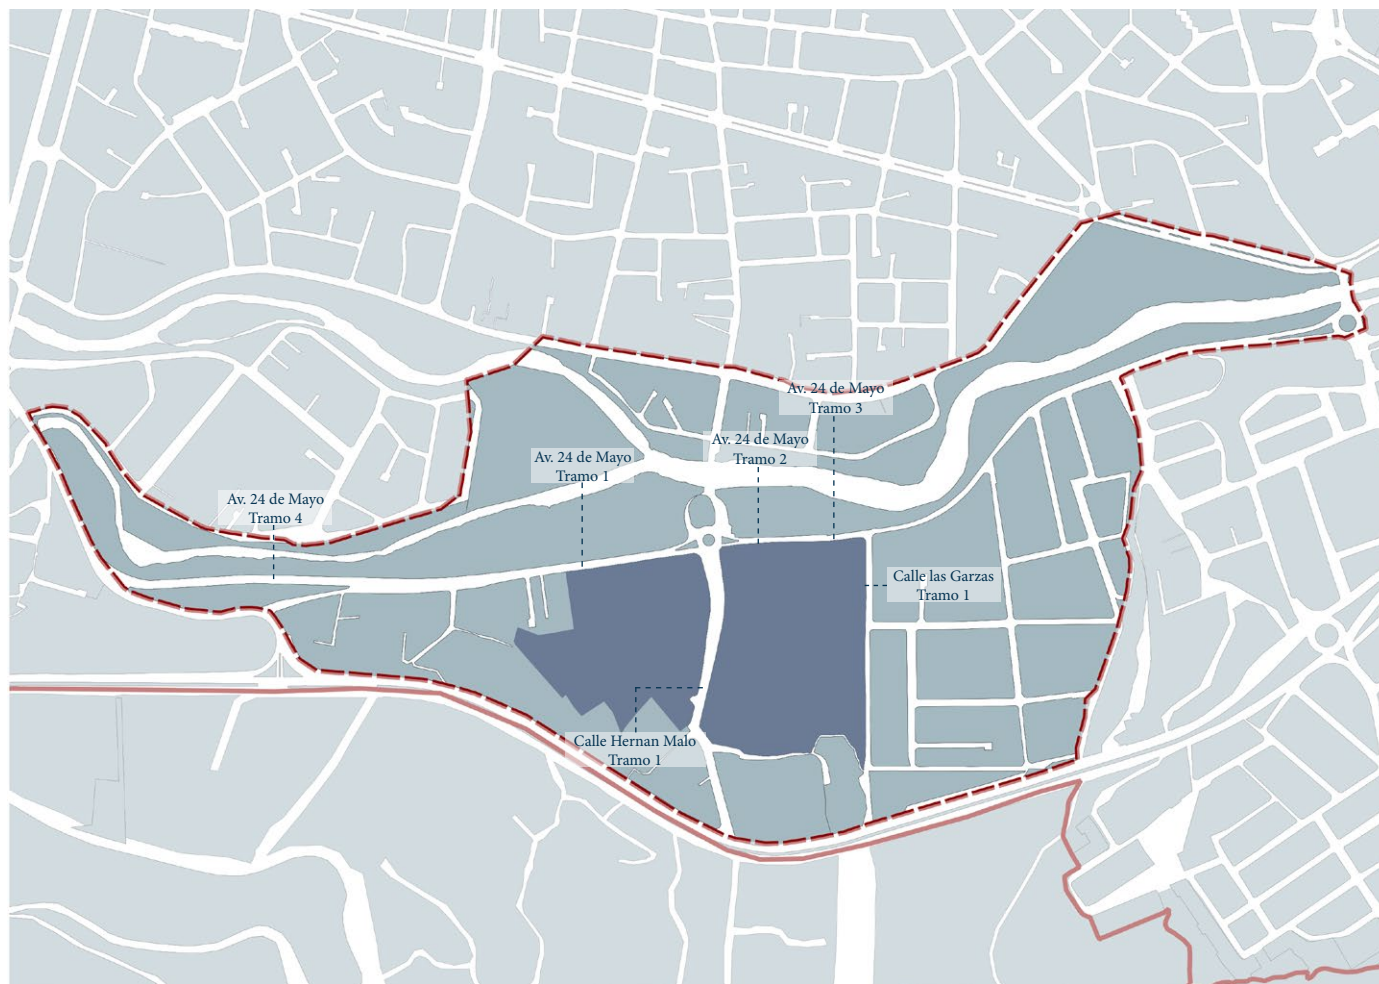 Av. 24 de Mayo
Tramo 3
Av. 24 de Mayo
Tramo 2
Av. 24 de Mayo
Tramo 1
Av. 24 de Mayo
Tramo 4
Calle las Garzas
Tramo 1
Calle Hernan Malo
Tramo 1